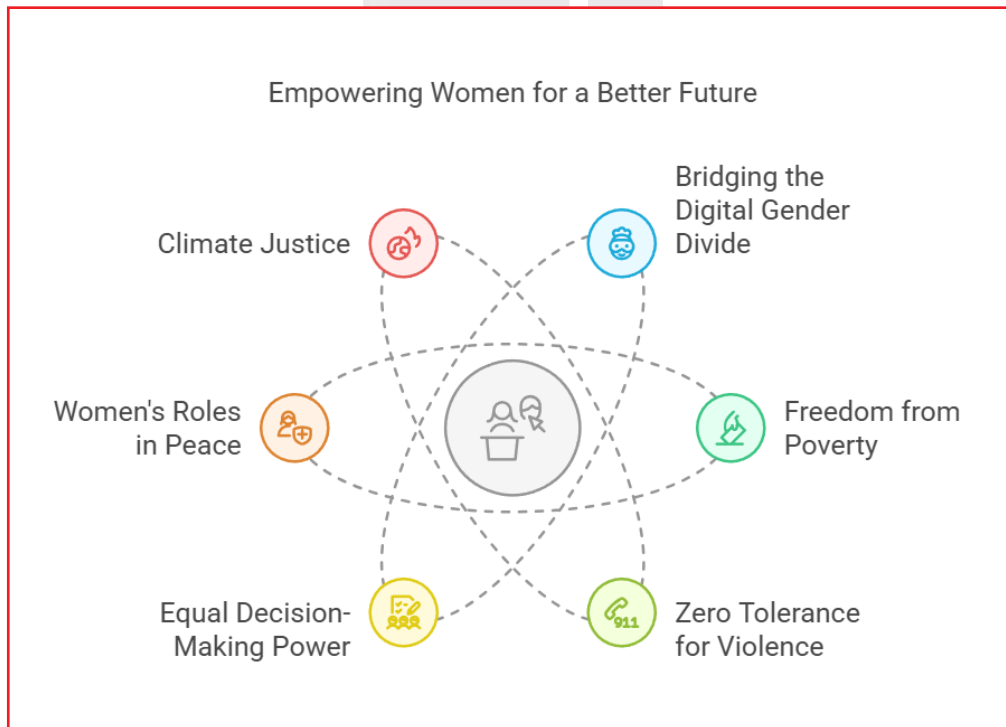 Empowering Women for a Better Future
Bridging the
Digital Gender
Divide
Climate Justice
Women's Roles
in Peace
Freedom from
Poverty
Equal Decision-
Making Power
911
Zero Tolerance
for Violence